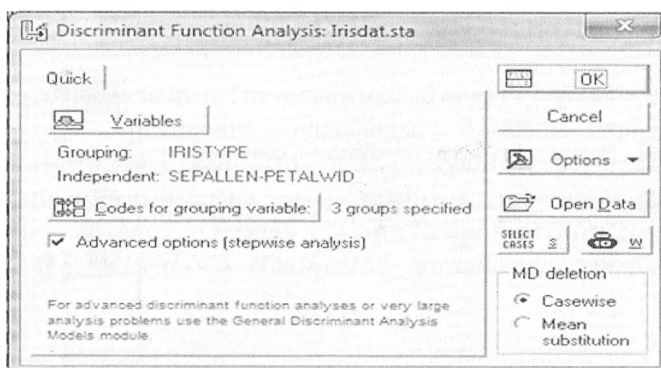 Discriminant Function Analysis: Irisdat.sta
Quick
Variables
Grouping: IRISTYPE
Independent: SEPALLEN-PETALWID
Codes for grouping variable: 3 groups specified
Advanced options (stepwise analysis)
For advanced discriminant function analyses or very large
analysis problems use the General Discriminant Analysis
Models module.
OK
Cancel
Options
Open Data
SELECT
CASES S
W
MD deletion
Casewise
Mean
substitution